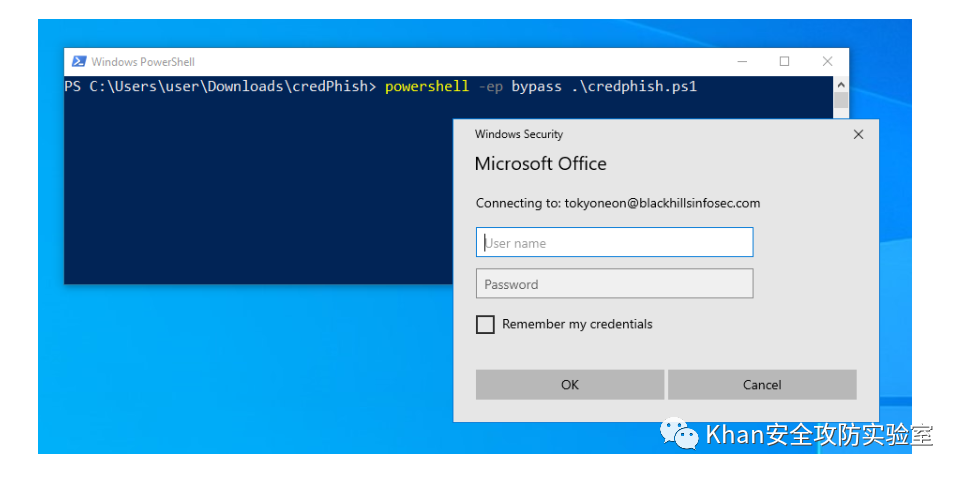 Windows PowerShell
PS C:\Users\user\Downloads\credPhish> powershell -ep bypass .\credphish.ps1
Windows Security
Microsoft Office
Connecting to: tokyoneon@blackhillsinfosec.com
User name
Password
Remember my credentials
OK Cancel
Khan安全攻防实验室